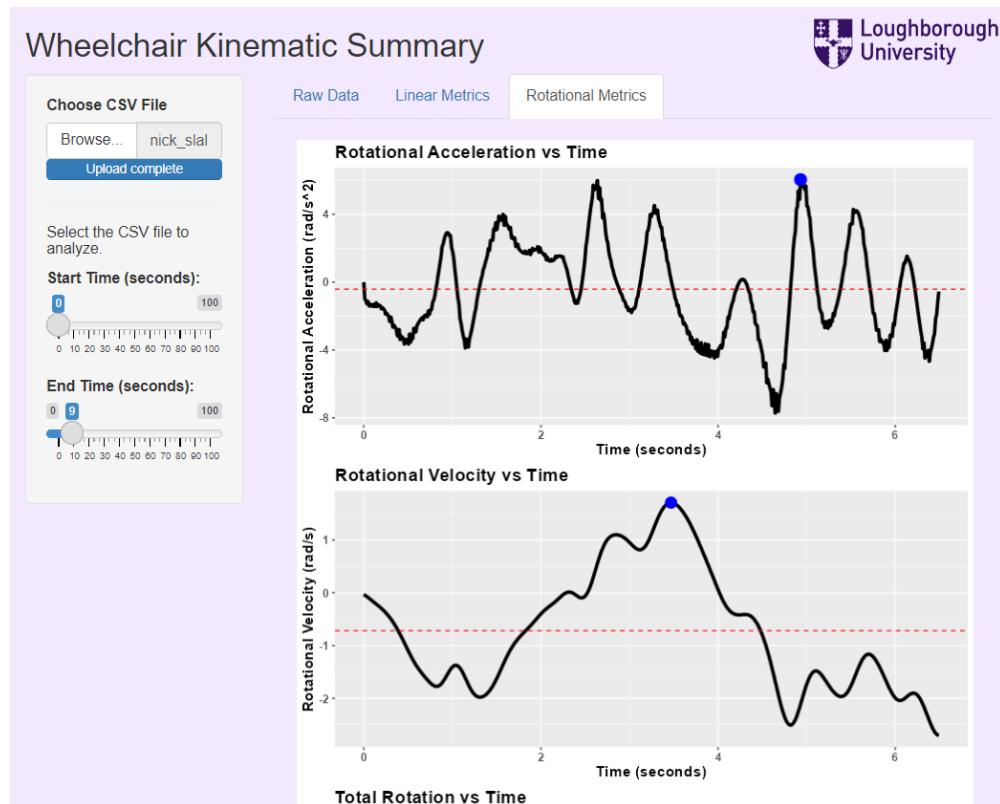 Wheelchair Kinematic Summary
Loughborough
University
Choose CSV File
Browse...
nick_slal
Upload complete
Select the CSV file to
analyze.
Start Time (seconds):
0
100
0 10 20 30 40 50 60 70 80 90 100
End Time (seconds):
0
9
100
0 10 20 30 40 50 60 70 80 90 100
Raw Data
Linear Metrics
Rotational Metrics
Rotational Acceleration vs Time
Rotational Acceleration (rad/s^2)
4
0
-4
-8
0 2 4 6
Time (seconds)
Rotational Velocity vs Time
Rotational Velocity (rad/s)
1
0
-1
-2
0 2 4 6
Time (seconds)
Total Rotation vs Time